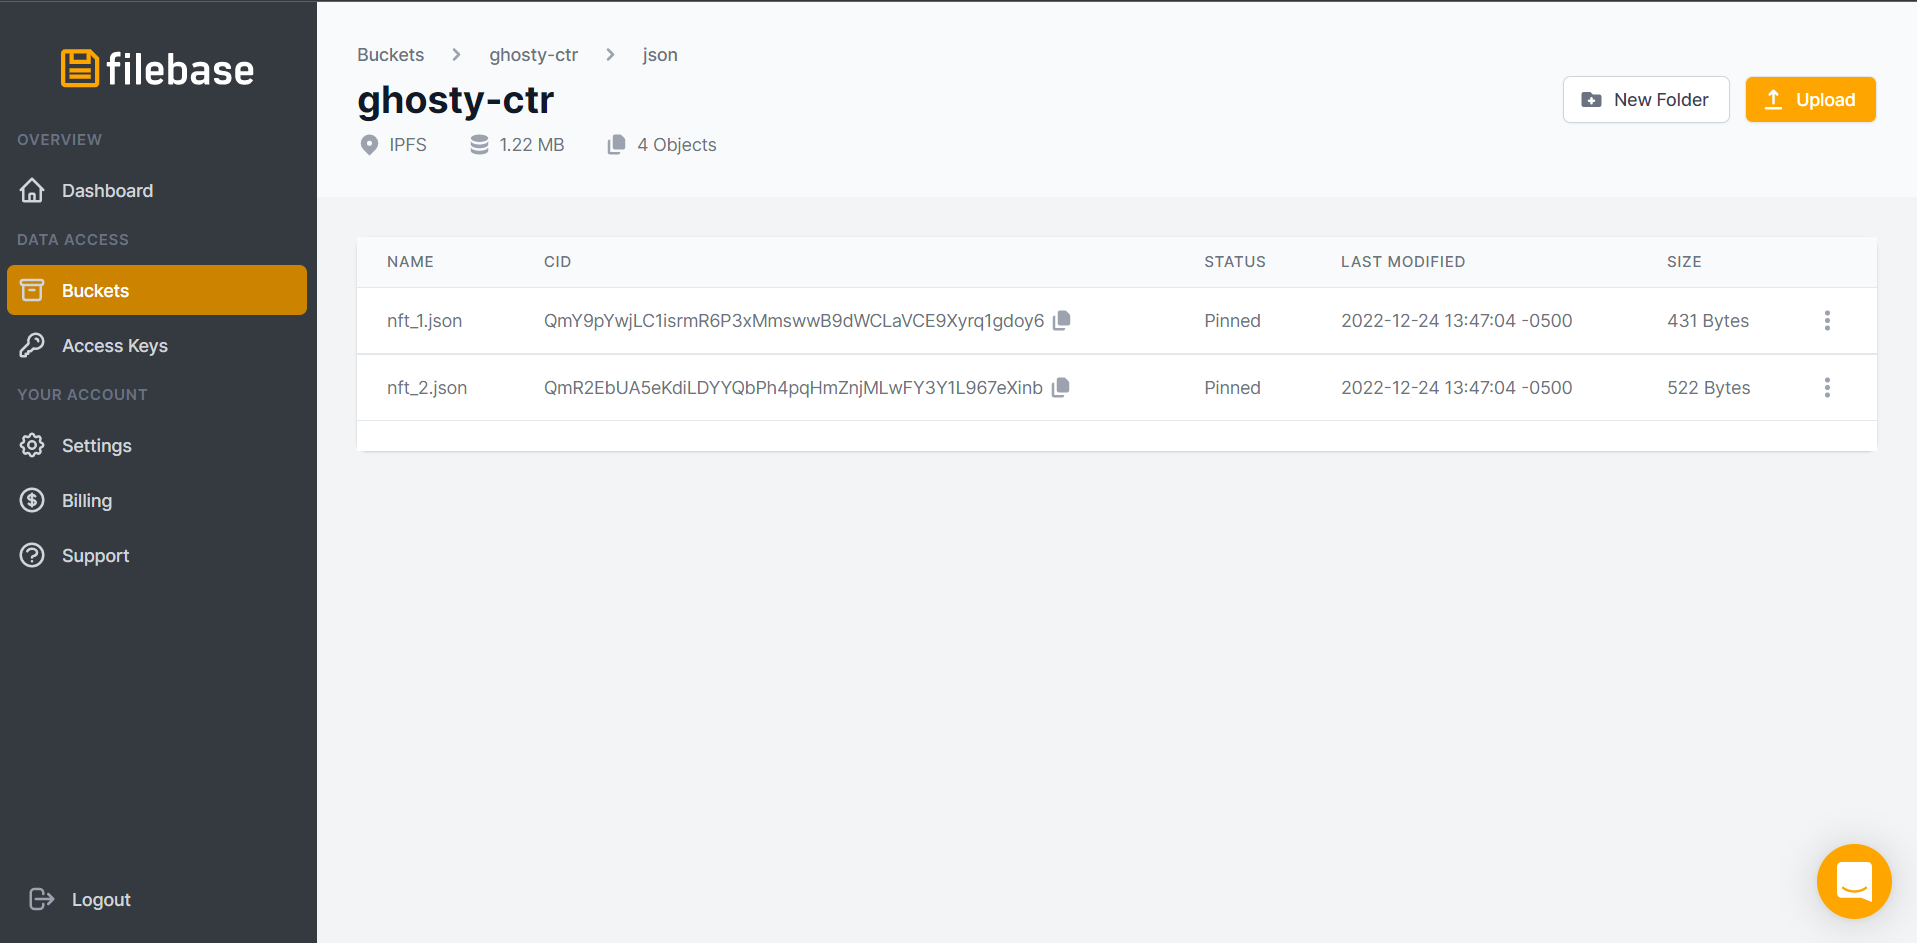 filebase
OVERVIEW
Dashboard
DATA ACCESS
Buckets
Access Keys
YOUR ACCOUNT
Settings
Billing
Support
Logout
Buckets > ghosty-ctr > json
ghosty-ctr
IPFS 1.22 MB 4 Objects
New Folder Upload
NAME CID STATUS LAST MODIFIED SIZE
nft_1.json QmY9pYwjLC1isrmR6P3xMmswwB9dWCLaVCE9Xyrq1gdoy6 Pinned 2022-12-24 13:47:04 -0500 431 Bytes
nft_2.json QmR2EbUA5eKdiLDYYQbPh4pqHmZnjMLwFY3Y1L967eXinb Pinned 2022-12-24 13:47:04 -0500 522 Bytes